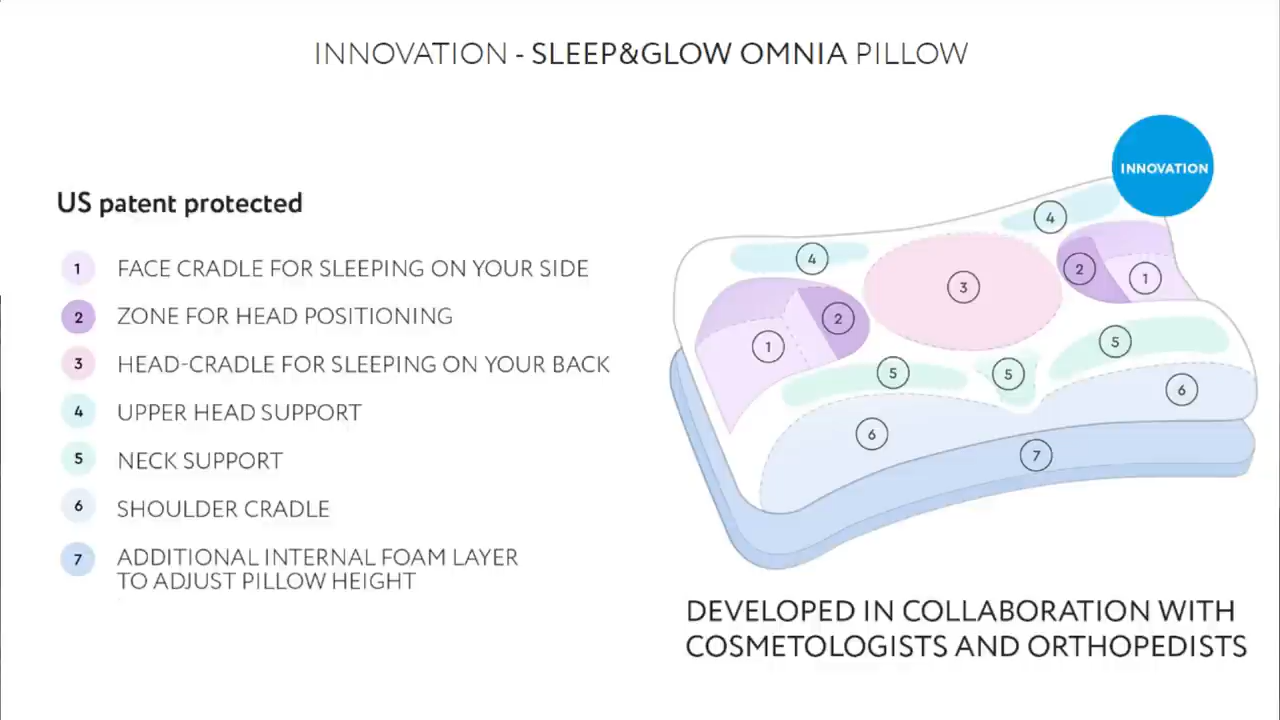 INNOVATION - SLEEP&GLOW OMNIA PILLOW
INNOVATION
US patent protected
1 FACE CRADLE FOR SLEEPING ON YOUR SIDE
2 ZONE FOR HEAD POSITIONING
3 HEAD-CRADLE FOR SLEEPING ON YOUR BACK
4 UPPER HEAD SUPPORT
5 NECK SUPPORT
6 SHOULDER CRADLE
7 ADDITIONAL INTERNAL FOAM LAYER
TO ADJUST PILLOW HEIGHT
4
4
2
1
3
2
1
5
5
5
6
6
7
DEVELOPED IN COLLABORATION WITH
COSMETOLOGISTS AND ORTHOPEDISTS